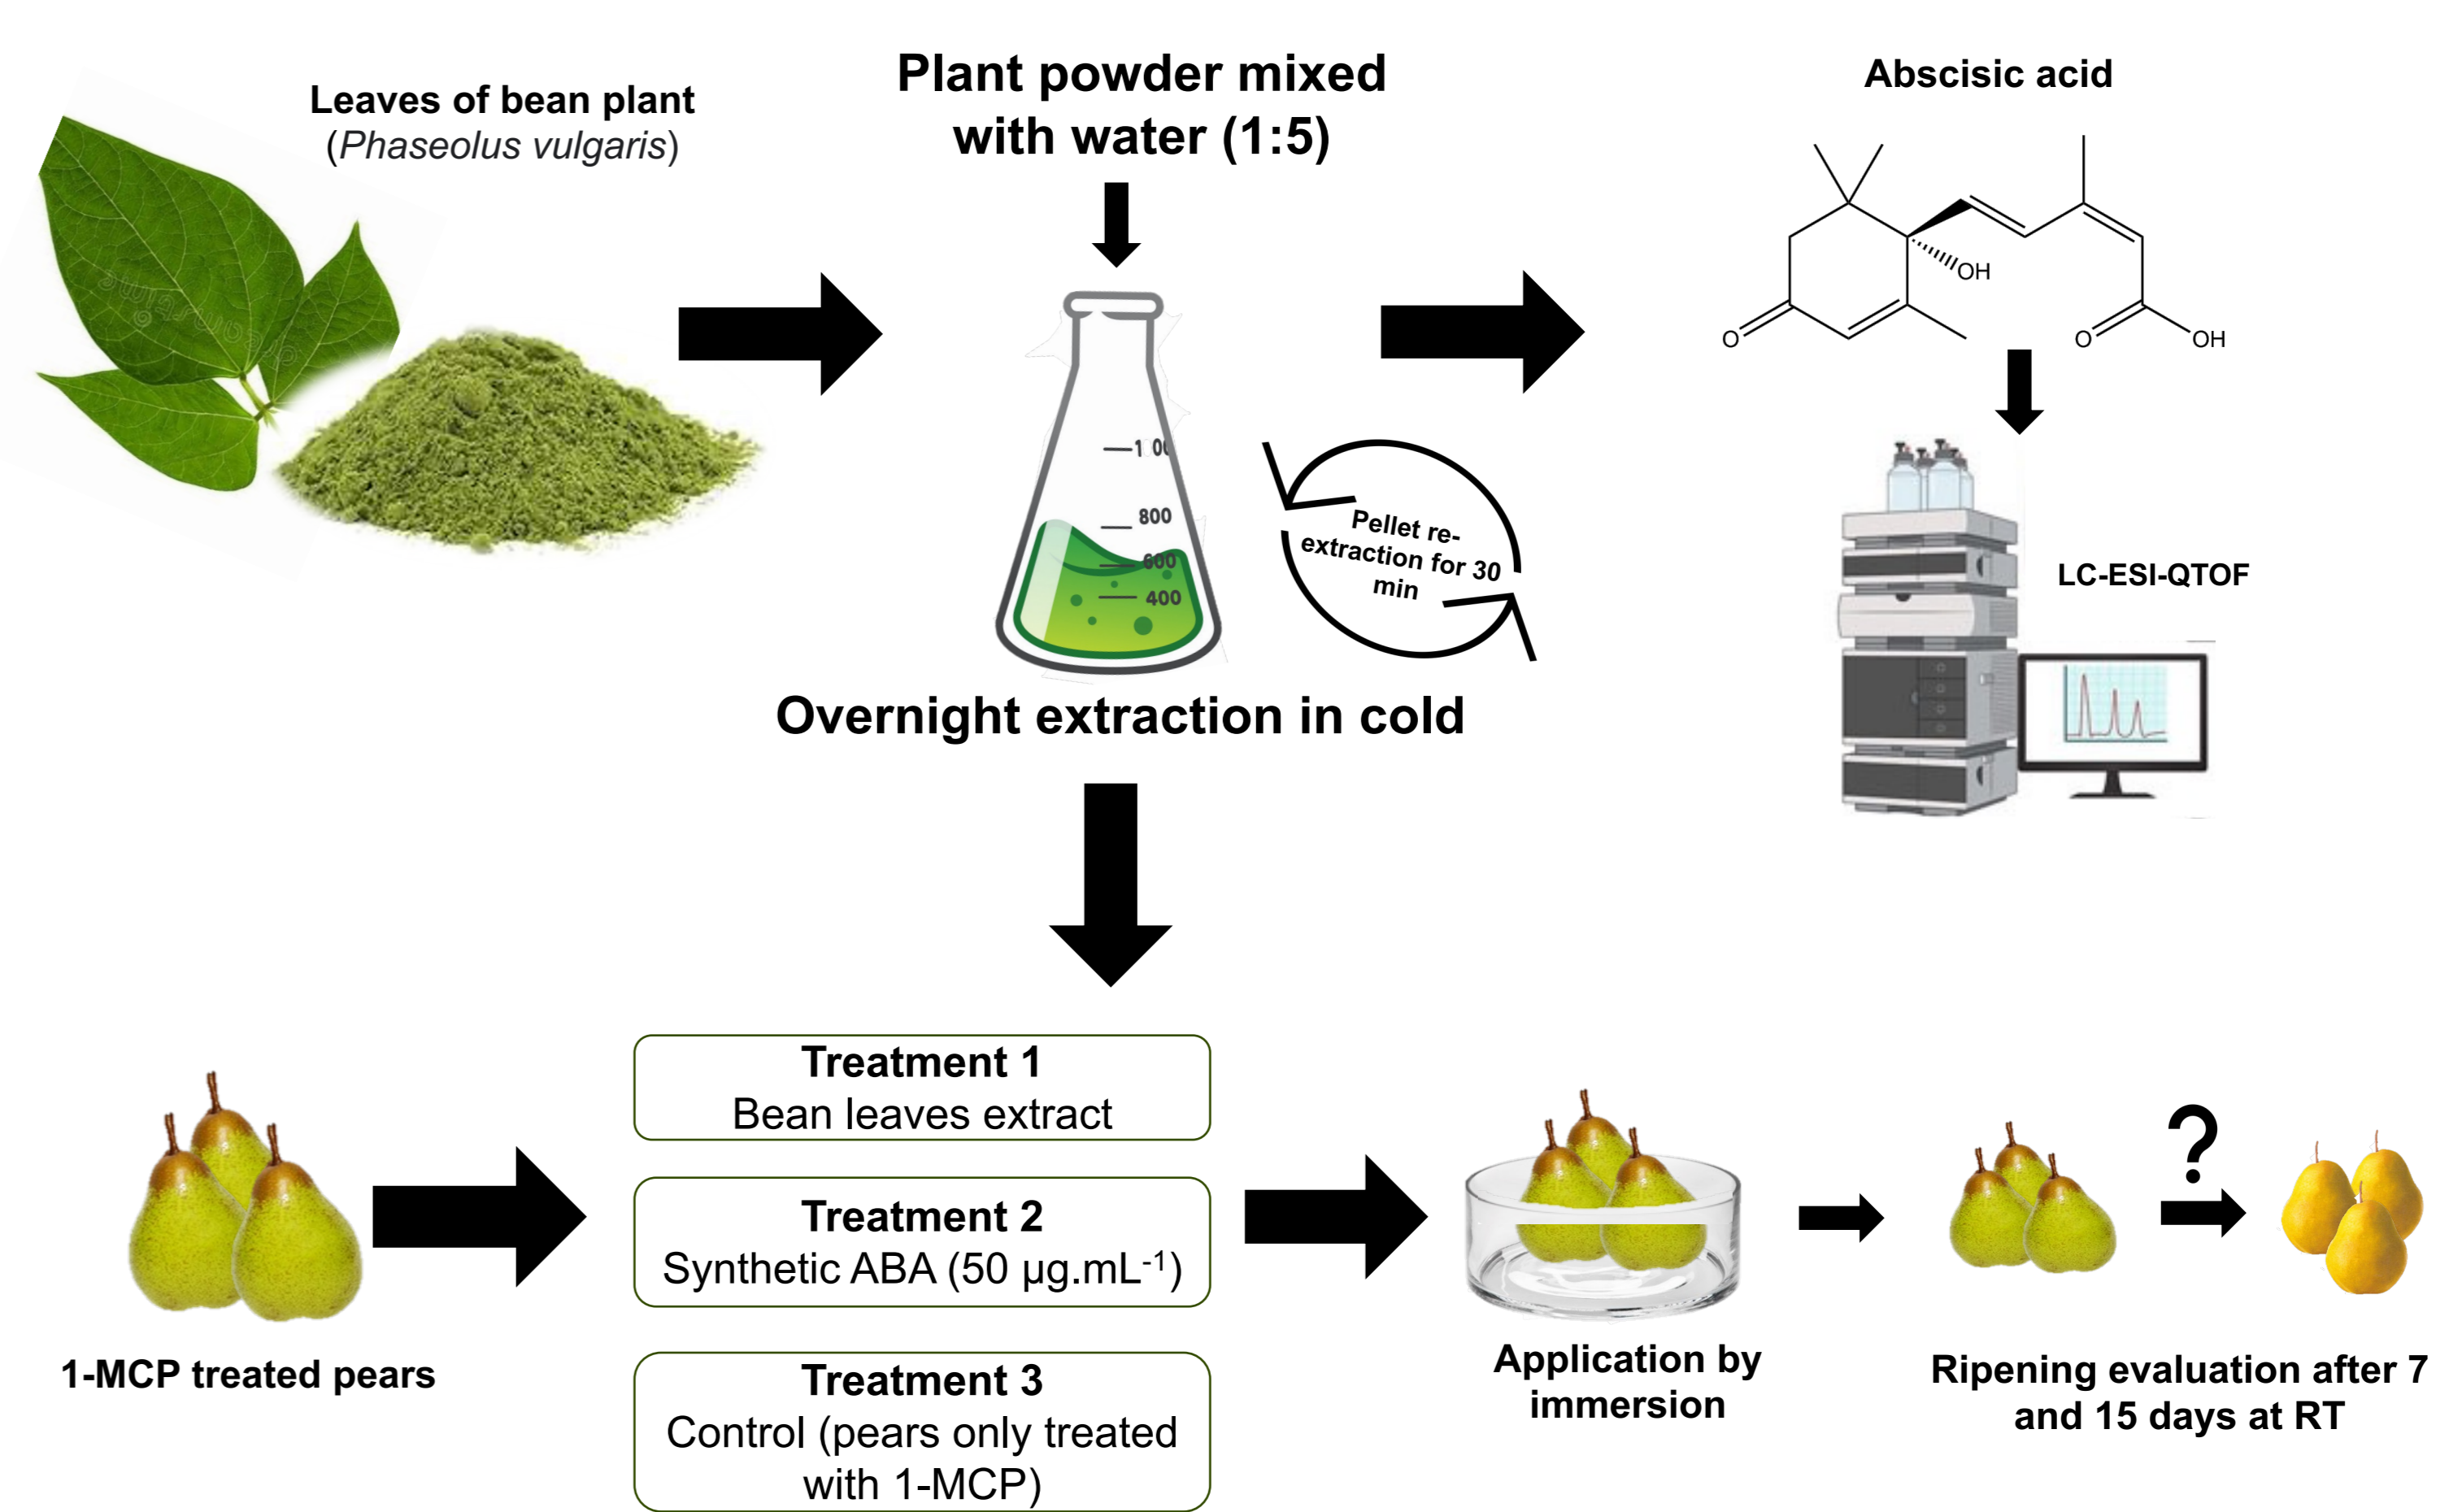 Leaves of bean plant
(Phaseolus vulgaris)
Plant powder mixed
with water (1:5)
Abscisic acid
OH
O
O
OH
800
600
400
Pellet re-
extraction for 30
min
LC-ESI-QTOF
Overnight extraction in cold
Treatment 1
Bean leaves extract
Treatment 2
Synthetic ABA (50 µg.mL-1)
Treatment 3
Control (pears only treated
with 1-MCP)
1-MCP treated pears
Application by
immersion
?
Ripening evaluation after 7
and 15 days at RT